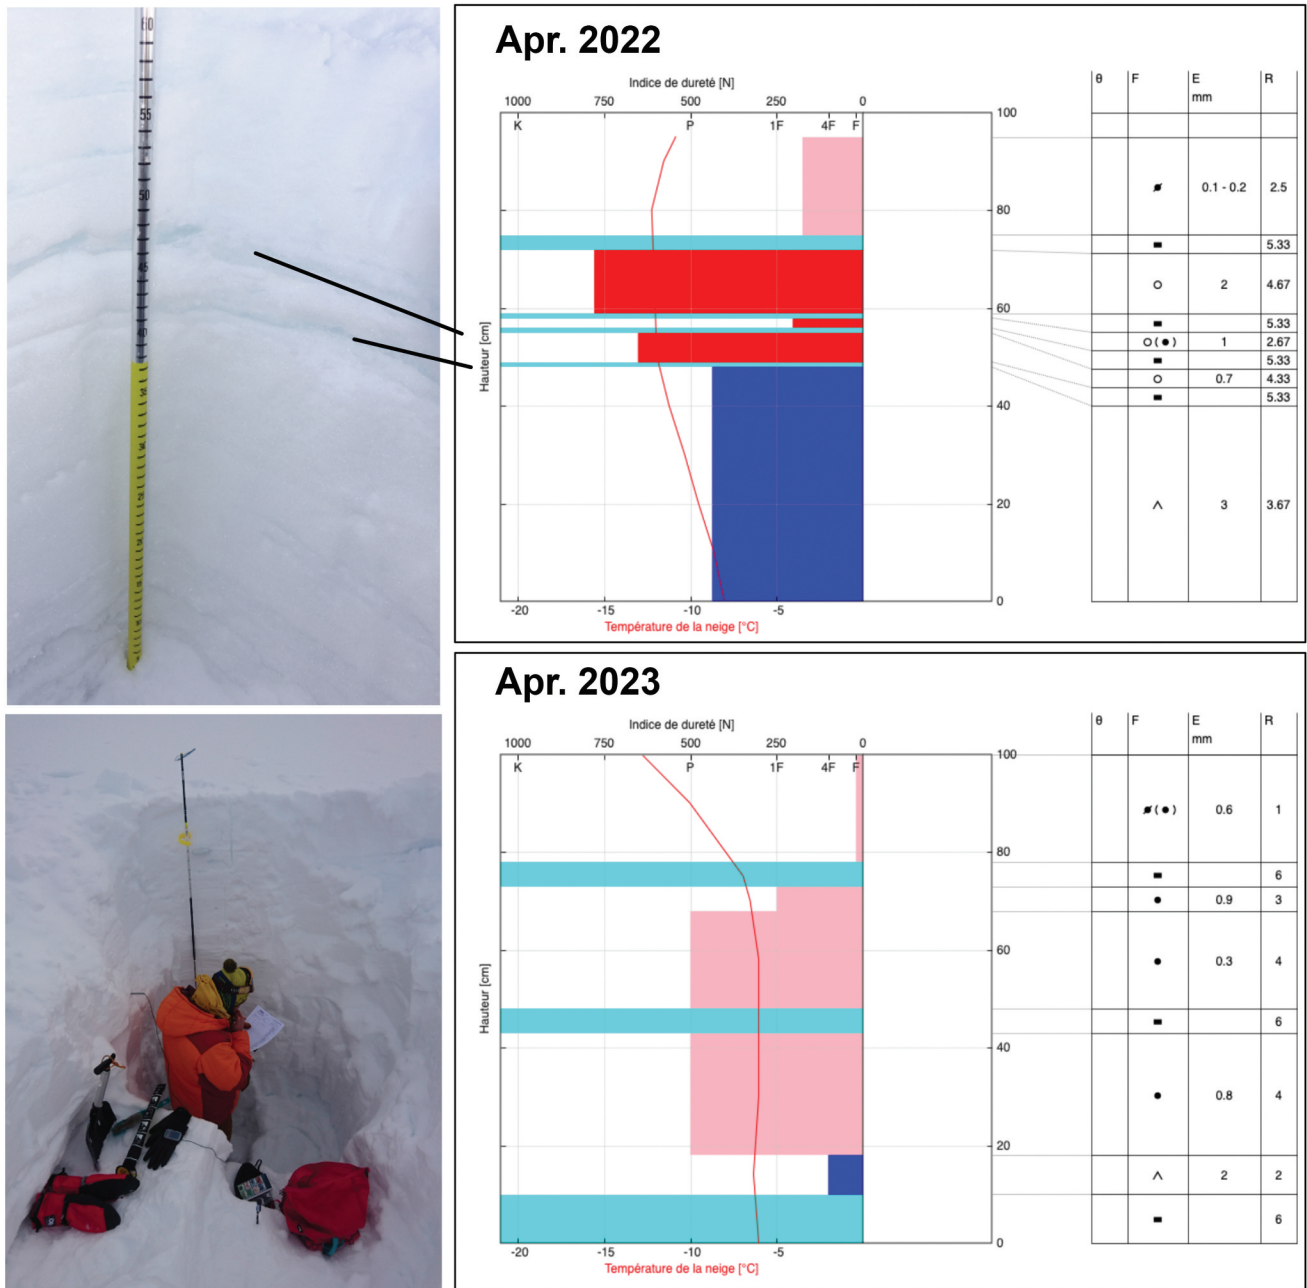 60
55
50
45
40
Apr. 2022
Indice de dureté [N]
1000 750 500 250 0
K P 1F 4F F
100
80
60
40
20
0
Hauteur [cm]
-20 -15 -10 -5
Température de la neige [°C]
θ F E R
mm
0.1 - 0.2 2.5
5.33
2 4.67
5.33
( ) 1 2.67
5.33
0.7 4.33
5.33
3 3.67
Apr. 2023
Indice de dureté [N]
1000 750 500 250 0
K P 1F 4F F
100
80
60
40
20
0
Hauteur [cm]
-20 -15 -10 -5
Température de la neige [°C]
θ F E R
mm
( ) 0.6 1
6
0.9 3
0.3 4
6
0.8 4
2 2
6